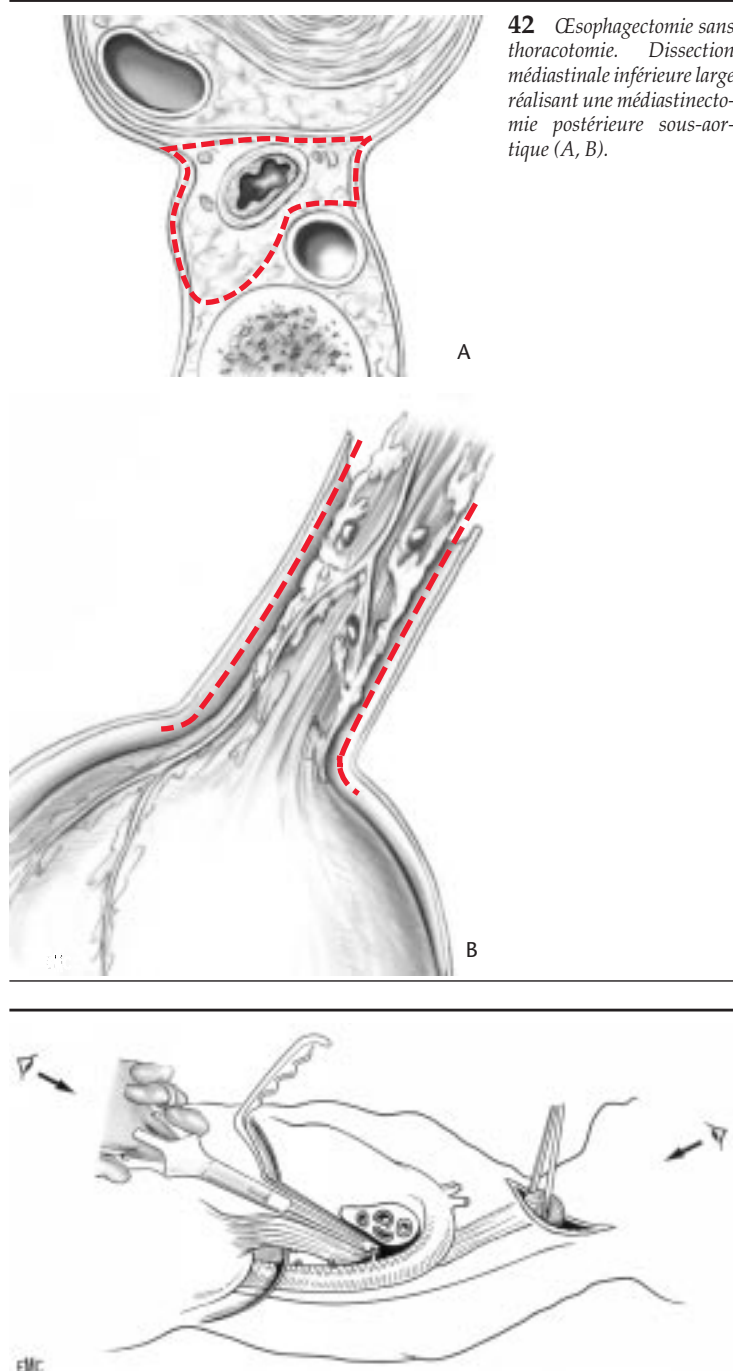 42 Œsophagectomie sans
thoracotomie. Dissection
médiastinale inférieure large
réalisant une médiastinecto-
mie postérieure sous-aor-
tique (A, B).
A
B
EMC